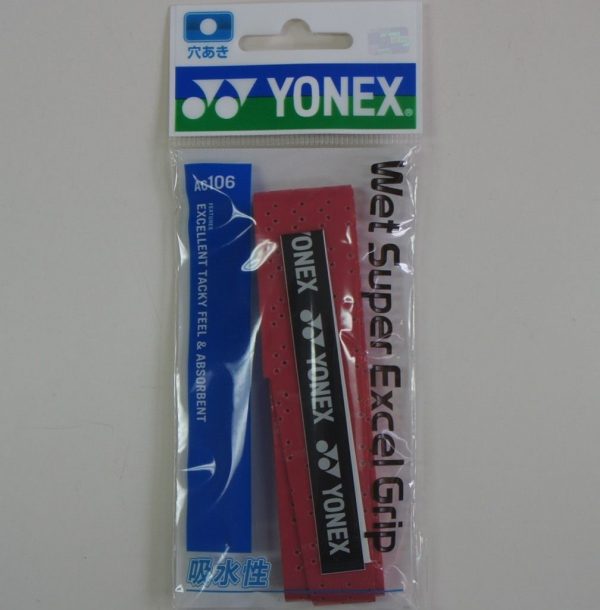 穴あき
YONEX®
AC106
FEATURES
EXCELLENT TACKY FEEL & ABSORBENT
Wet Super Excel Grip
YONEX
YONEX
YONEX
吸水性